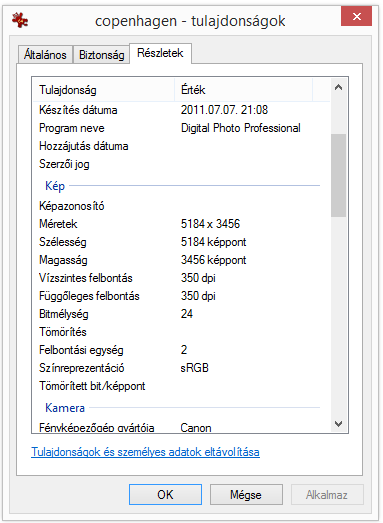 copenhagen - tulajdonságok
Általános Biztonság Részletek
Tulajdonság Érték
Készítés dátuma 2011.07.07. 21:08
Program neve Digital Photo Professional
Hozzájutás dátuma
Szerzői jog
Kép
Képazonosító
Méretek 5184 x 3456
Szélesség 5184 képpont
Magasság 3456 képpont
Vízszintes felbontás 350 dpi
Függőleges felbontás 350 dpi
Bitmélység 24
Tömörítés
Felbontási egység 2
Színreprezentáció sRGB
Tömörített bit/képpont
Kamera
Fényképezőgép gyártója Canon
Tulajdonságok és személyes adatok eltávolítása
OK Mégse Alkalmaz